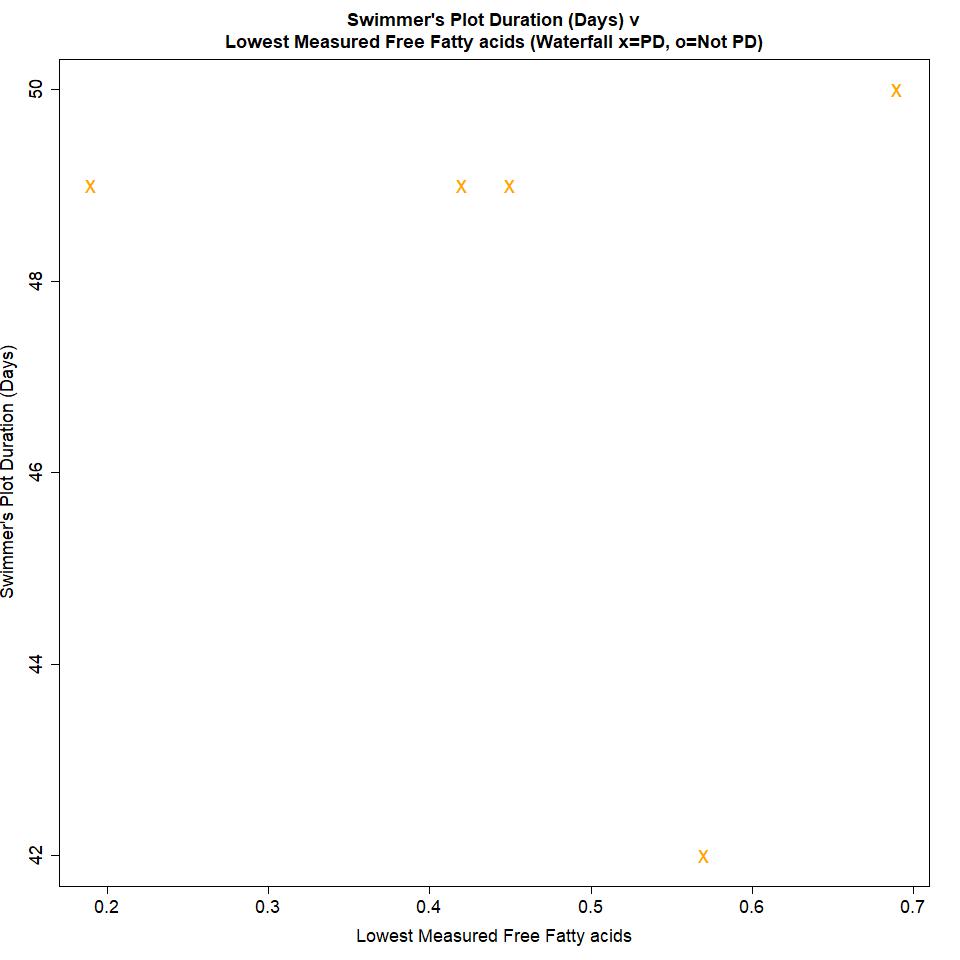 Swimmer's Plot Duration (Days) v
Lowest Measured Free Fatty acids (Waterfall x=PD, o=Not PD)
Swimmer's Plot Duration (Days)
50
48
46
44
42
X
X
X
X
X
0.2
0.3
0.4
0.5
0.6
0.7
Lowest Measured Free Fatty acids